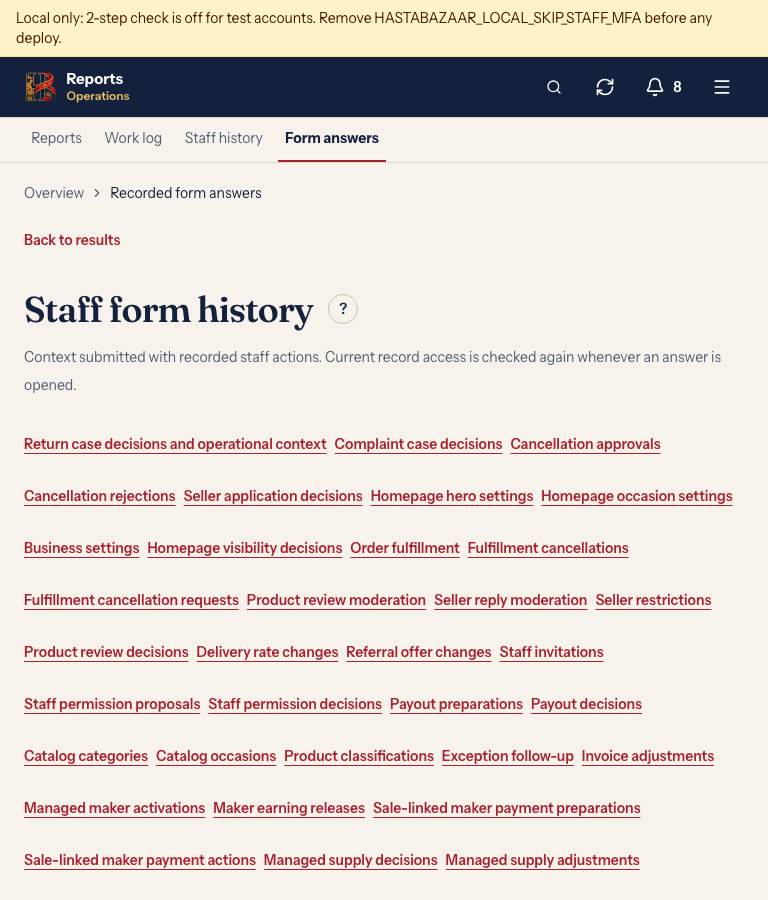 Local only: 2-step check is off for test accounts. Remove HASTABAZAAR_LOCAL_SKIP_STAFF_MFA before any
deploy.
Reports
Operations
8
Reports Work log Staff history Form answers
Overview > Recorded form answers
Back to results
Staff form history ?
Context submitted with recorded staff actions. Current record access is checked again whenever an answer is
opened.
Return case decisions and operational context Complaint case decisions Cancellation approvals
Cancellation rejections Seller application decisions Homepage hero settings Homepage occasion settings
Business settings Homepage visibility decisions Order fulfillment Fulfillment cancellations
Fulfillment cancellation requests Product review moderation Seller reply moderation Seller restrictions
Product review decisions Delivery rate changes Referral offer changes Staff invitations
Staff permission proposals Staff permission decisions Payout preparations Payout decisions
Catalog categories Catalog occasions Product classifications Exception follow-up Invoice adjustments
Managed maker activations Maker earning releases Sale-linked maker payment preparations
Sale-linked maker payment actions Managed supply decisions Managed supply adjustments